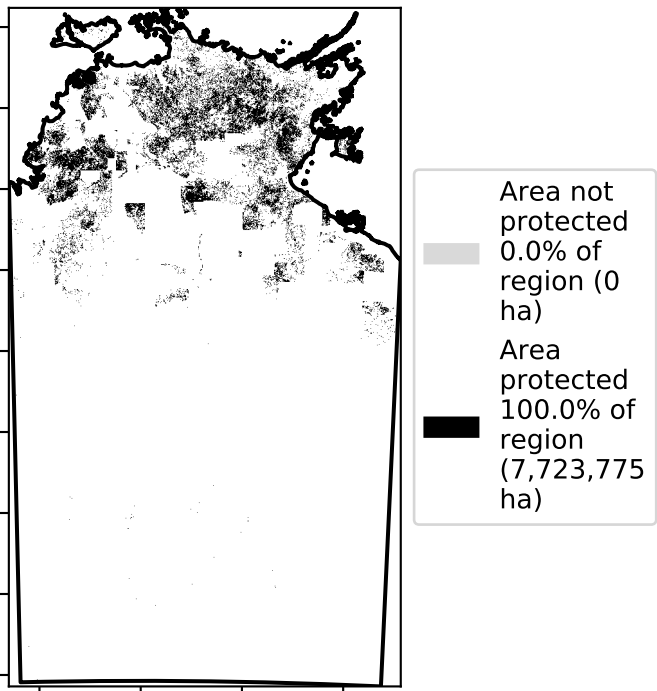 Area not
protected
0.0% of
region (0
ha)
Area
protected
100.0% of
region
(7,723,775
ha)